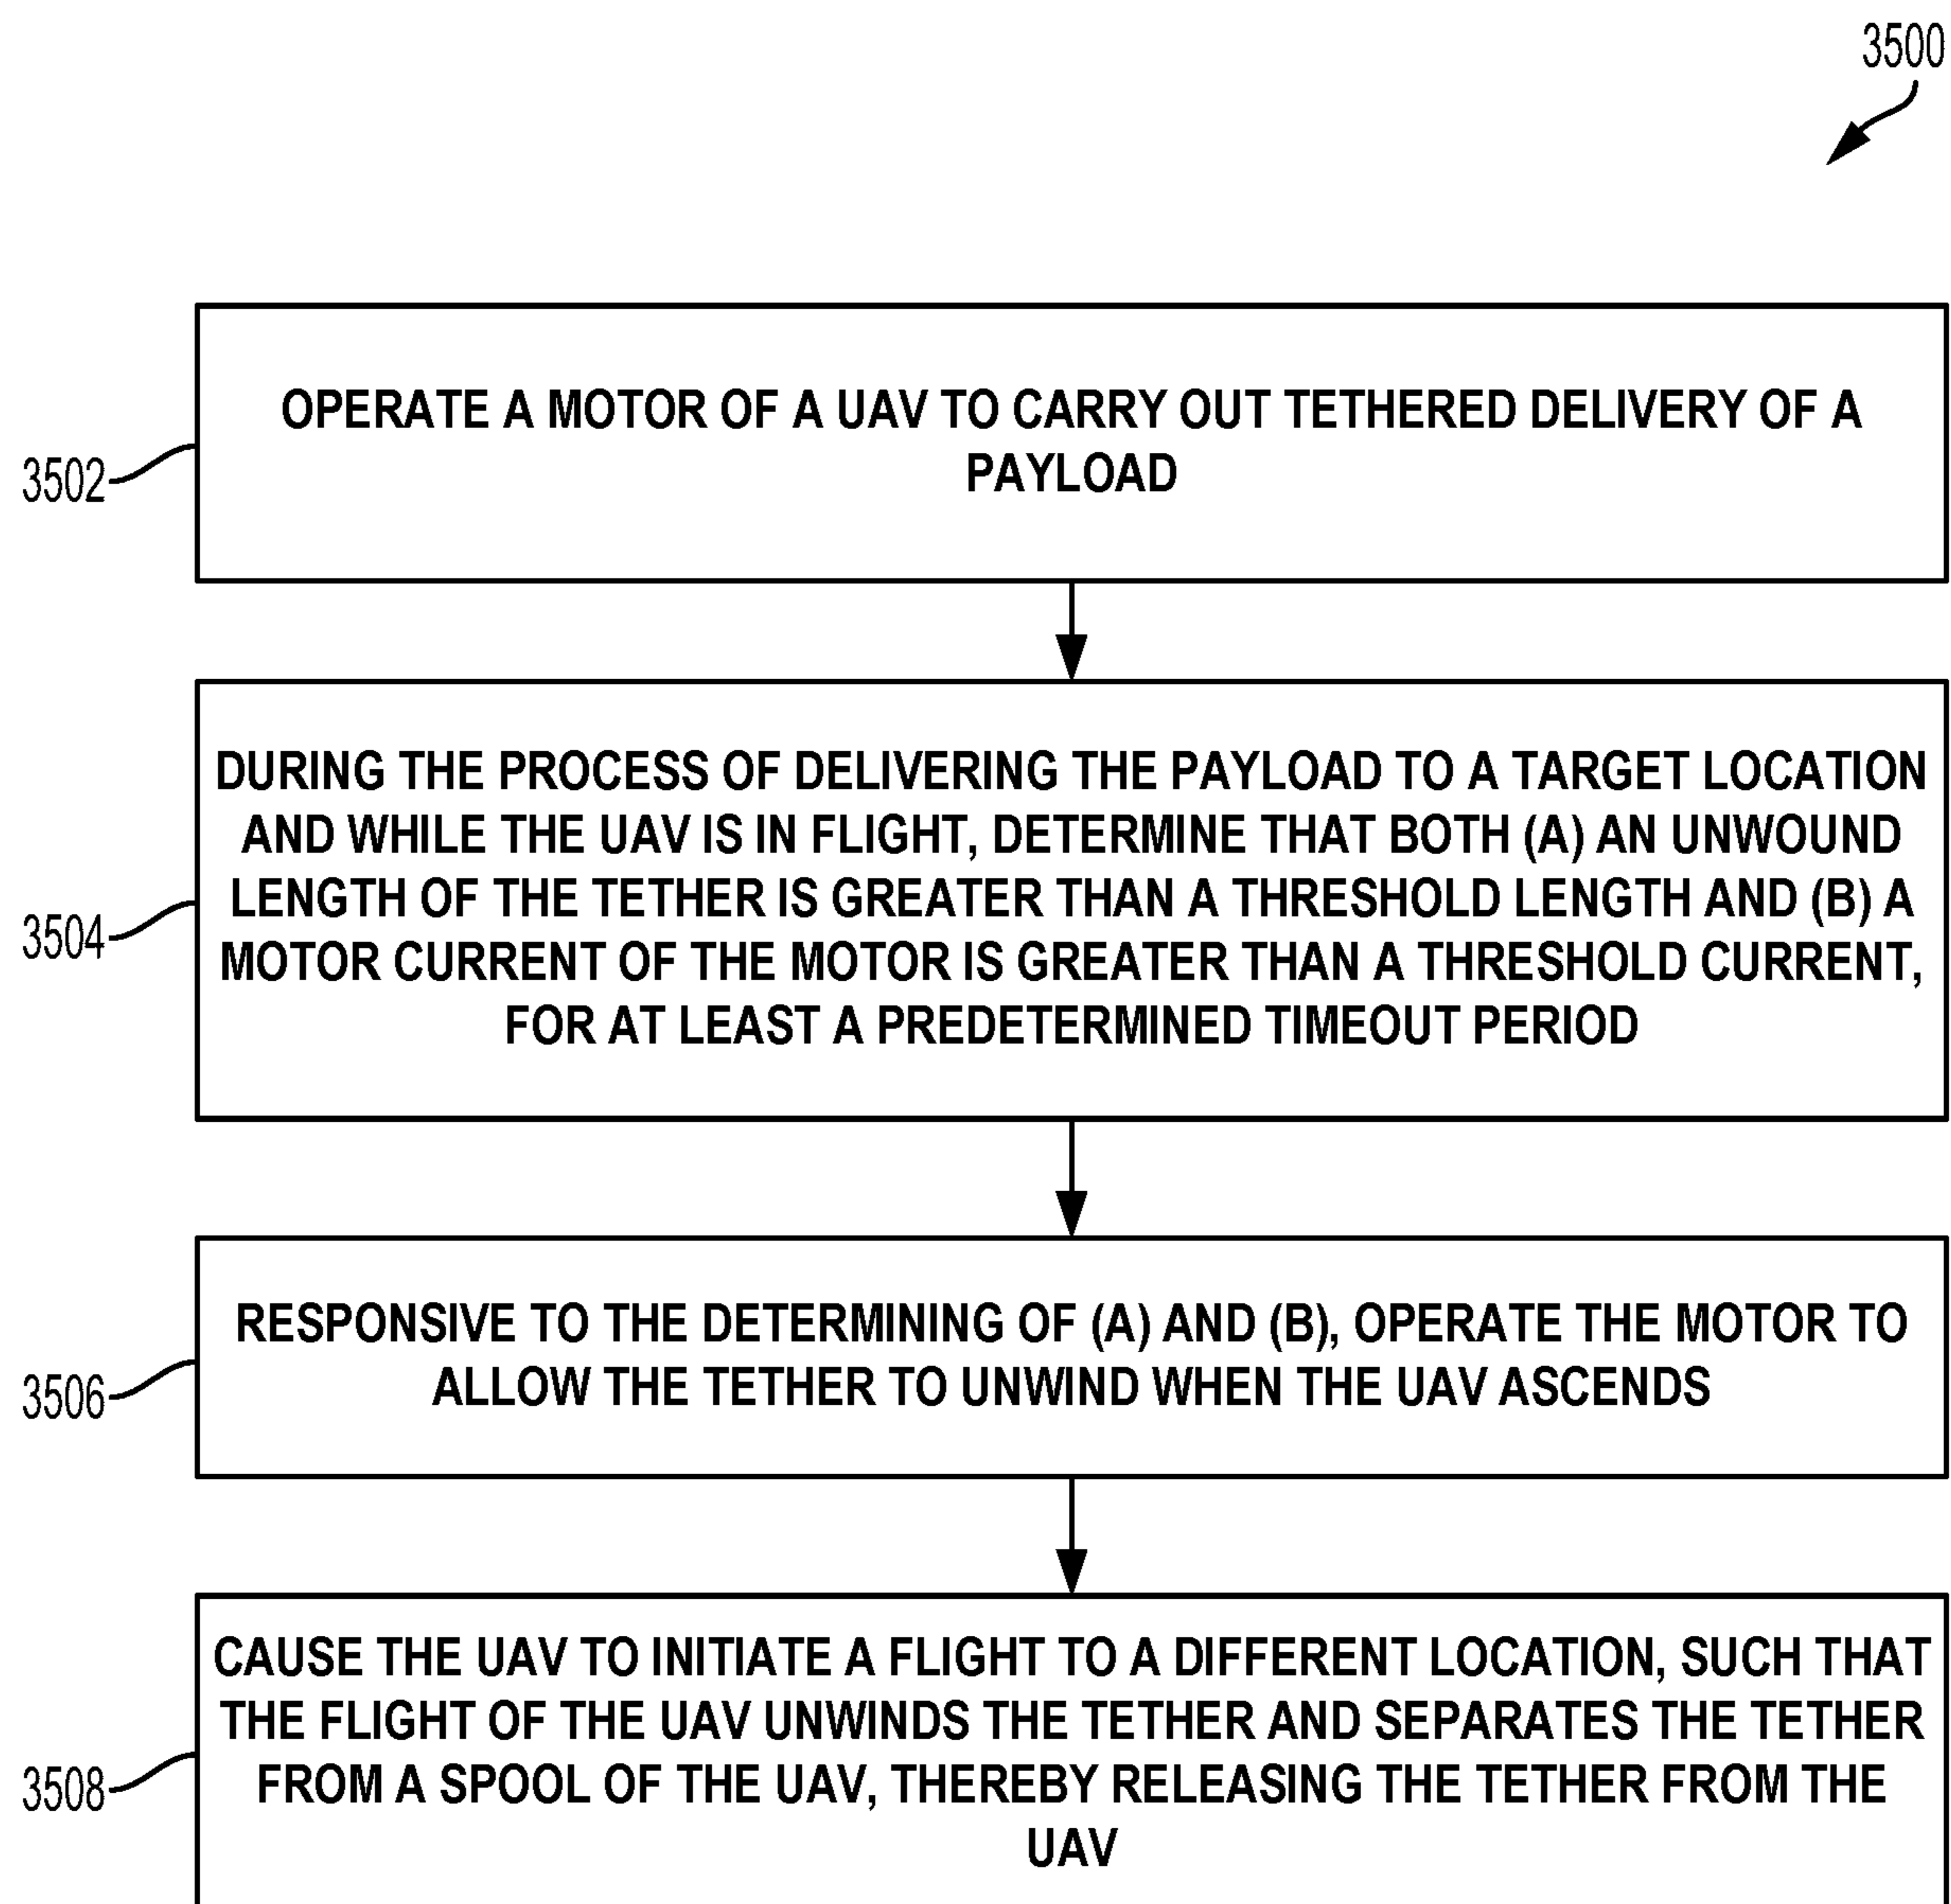 3500
OPERATE A MOTOR OF A UAV TO CARRY OUT TETHERED DELIVERY OF A
PAYLOAD
3502
DURING THE PROCESS OF DELIVERING THE PAYLOAD TO A TARGET LOCATION
AND WHILE THE UAV IS IN FLIGHT, DETERMINE THAT BOTH (A) AN UNWOUND
LENGTH OF THE TETHER IS GREATER THAN A THRESHOLD LENGTH AND (B) A
MOTOR CURRENT OF THE MOTOR IS GREATER THAN A THRESHOLD CURRENT,
FOR AT LEAST A PREDETERMINED TIMEOUT PERIOD
3504
RESPONSIVE TO THE DETERMINING OF (A) AND (B), OPERATE THE MOTOR TO
ALLOW THE TETHER TO UNWIND WHEN THE UAV ASCENDS
3506
CAUSE THE UAV TO INITIATE A FLIGHT TO A DIFFERENT LOCATION, SUCH THAT
THE FLIGHT OF THE UAV UNWINDS THE TETHER AND SEPARATES THE TETHER
FROM A SPOOL OF THE UAV, THEREBY RELEASING THE TETHER FROM THE
UAV
3508